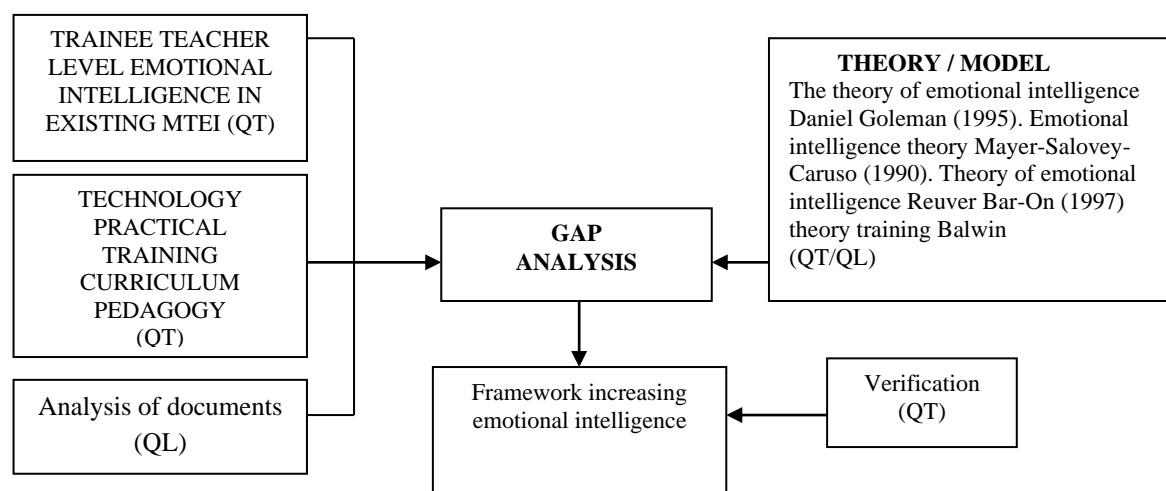 TRAINEE TEACHER
LEVEL EMOTIONAL
INTELLIGENCE IN
EXISTING MTEI (QT)
TECHNOLOGY
PRACTICAL
TRAINING
CURRICULUM
PEDAGOGY
(QT)
Analysis of documents
(QL)
GAP
ANALYSIS
Framework increasing
emotional intelligence
THEORY / MODEL
The theory of emotional intelligence
Daniel Goleman (1995). Emotional
intelligence theory Mayer-Salovey-
Caruso (1990). Theory of emotional
intelligence Reuver Bar-On (1997)
theory training Balwin
(QT/QL)
Verification
(QT)